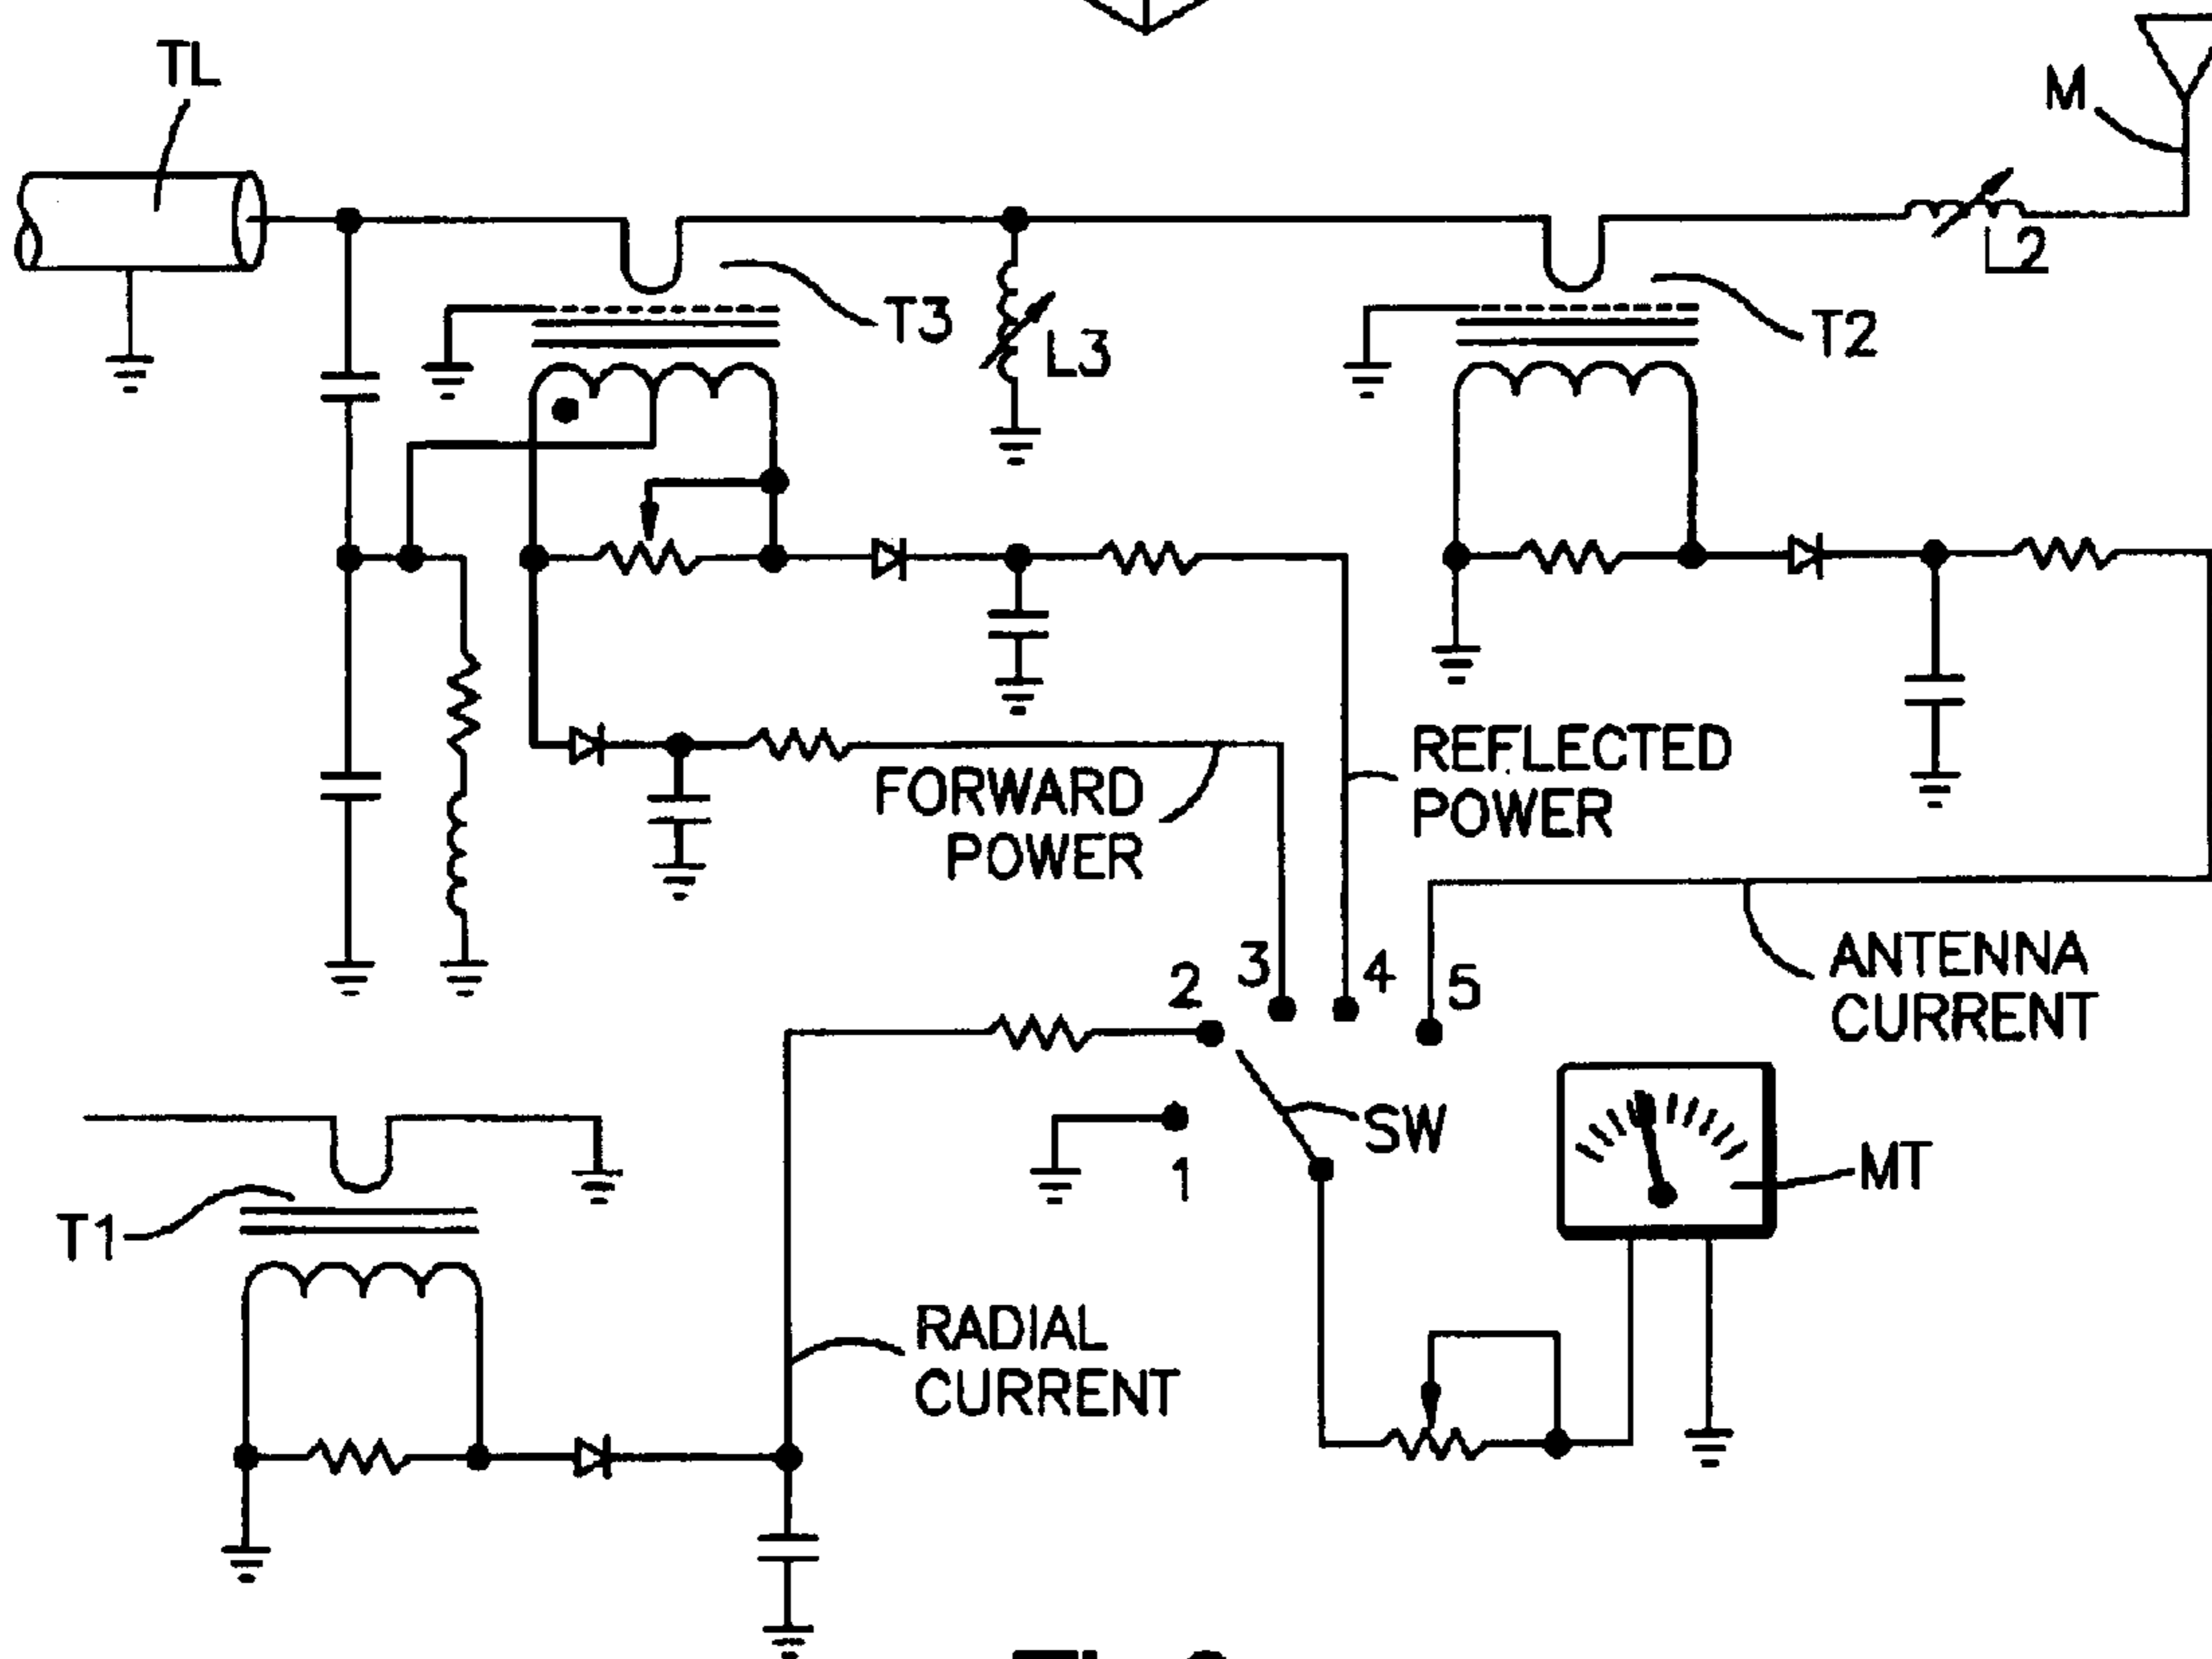 TL
M
L2
T3
L3
T2
REFLECTED
POWER
FORWARD
POWER
2
3
4
5
ANTENNA
CURRENT
SW
1
MT
T1
RADIAL
CURRENT